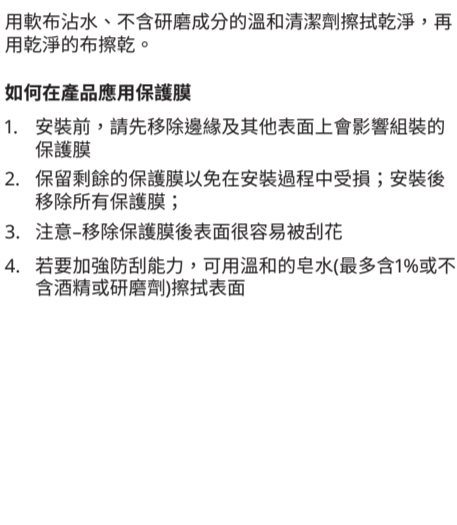 用軟布沾水、不含研磨成分的溫和清潔劑擦拭乾淨，再
用乾淨的布擦乾。
如何在產品應用保護膜
1. 安裝前，請先移除邊緣及其他表面上會影響組裝的
保護膜
2. 保留剩餘的保護膜以免在安裝過程中受損；安裝後
移除所有保護膜；
3. 注意–移除保護膜後表面很容易被刮花
4. 若要加強防刮能力，可用溫和的皂水(最多含1%或不
含酒精或研磨劑)擦拭表面